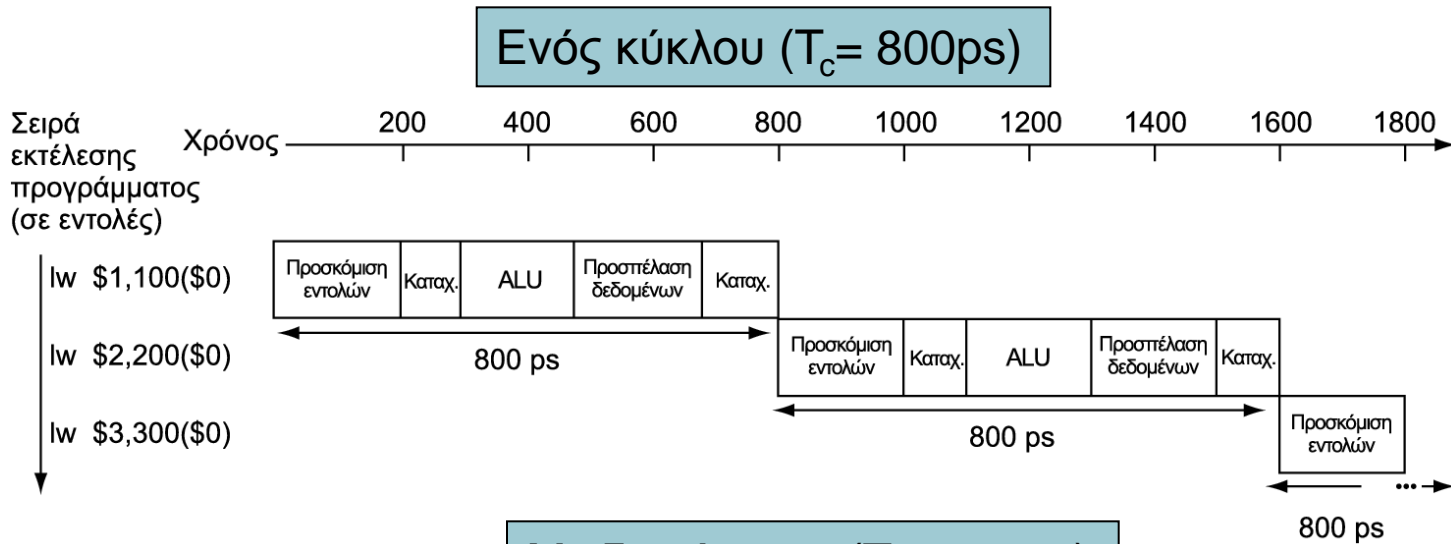 Ενός κύκλου (Tc= 800ps)
Σειρά
εκτέλεσης
προγράμματος
(σε εντολές)
Χρόνος
200 400 600 800 1000 1200 1400 1600 1800
lw $1,100($0)
Προσκόμιση
εντολών
Καταχ.
ALU
Προσπέλαση
δεδομένων
Καταχ.
800 ps
lw $2,200($0)
Προσκόμιση
εντολών
Καταχ.
ALU
Προσπέλαση
δεδομένων
Καταχ.
800 ps
lw $3,300($0)
Προσκόμιση
εντολών
...
800 ps